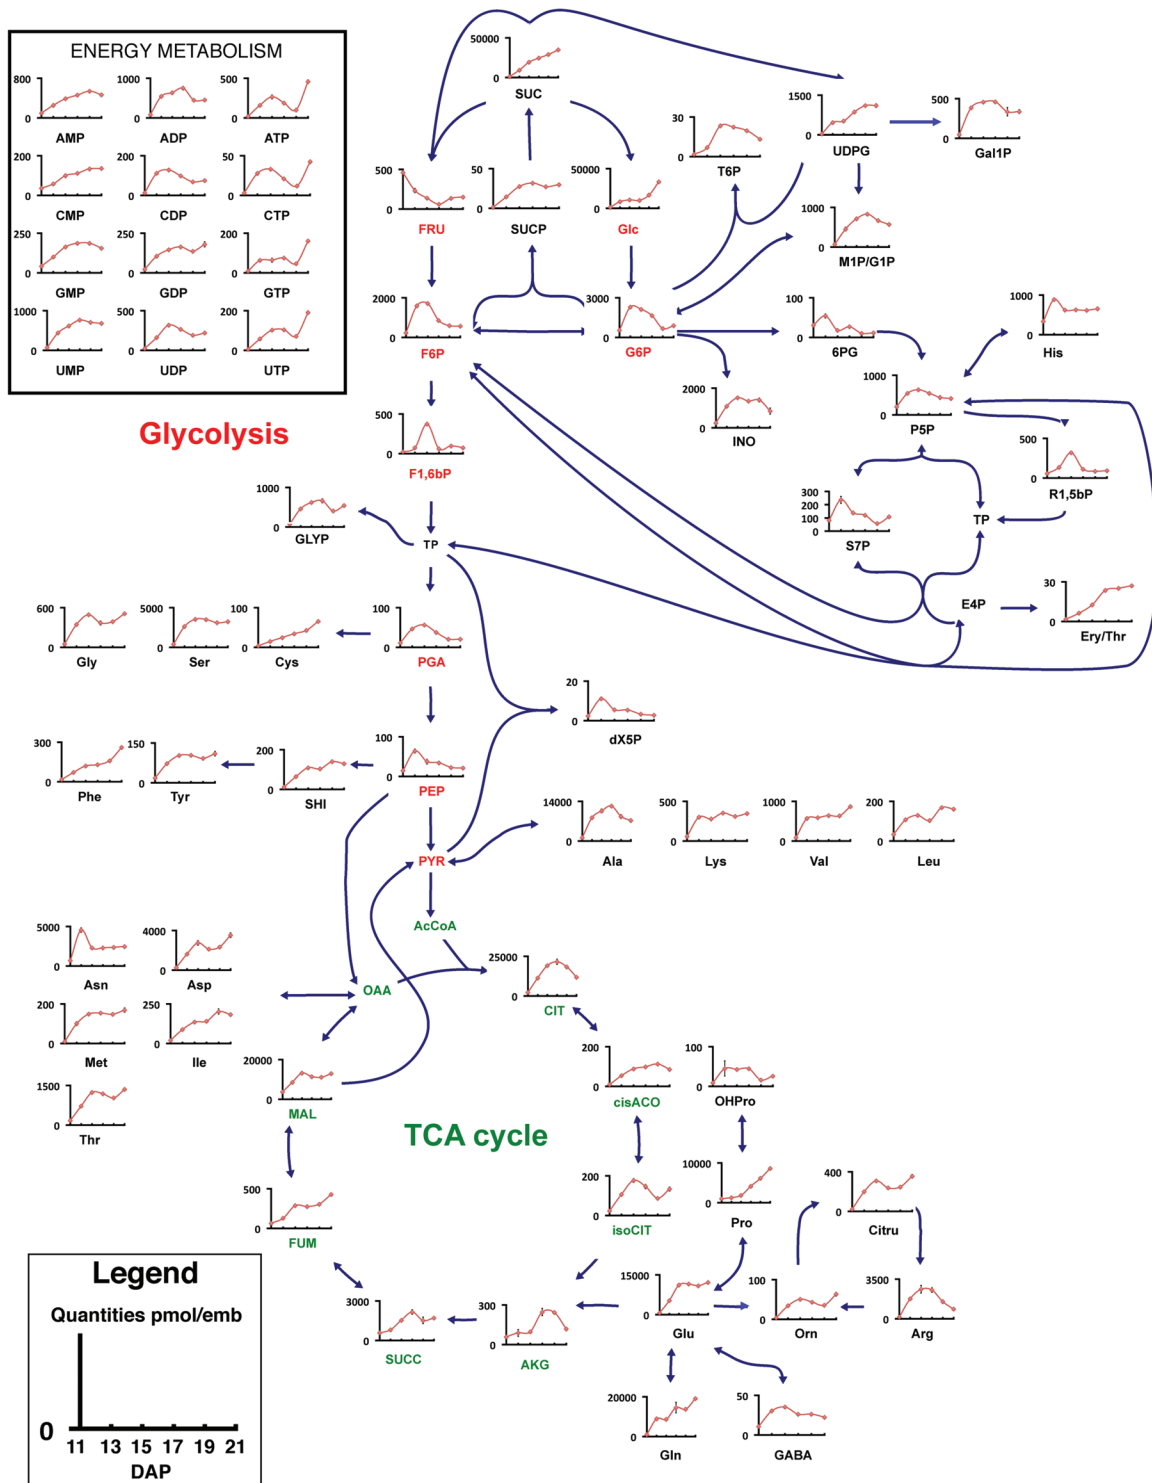 ENERGY METABOLISM
800
0
AMP
1000
0
ADP
500
0
ATP
200
0
CMP
200
0
CDP
50
0
CTP
250
0
GMP
250
0
GDP
200
0
GTP
1000
0
UMP
500
0
UDP
200
0
UTP
50000
0
SUC
30
0
T6P
1500
0
UDPG
500
0
Gal1P
500
0
FRU
50
0
SUCP
50000
0
Glc
1000
0
M1P/G1P
2000
0
F6P
3000
0
G6P
100
0
6PG
1000
0
His
2000
0
INO
1000
0
P5P
Glycolysis
500
0
F1,6bP
500
0
R1,5bP
1000
0
GLYP
TP
300
200
100
0
S7P
TP
E4P
30
0
Ery/Thr
600
0
Gly
5000
0
Ser
100
0
Cys
100
0
PGA
20
0
dX5P
300
0
Phe
150
0
Tyr
200
0
SHI
100
0
PEP
14000
0
Ala
500
0
Lys
1000
0
Val
200
0
Leu
PYR
AcCoA
5000
0
Asn
4000
0
Asp
OAA
25000
0
CIT
200
0
Met
250
0
Ile
20000
0
MAL
200
0
cisACO
100
0
OHPro
1500
0
Thr
TCA cycle
500
0
FUM
200
0
isoCIT
10000
0
Pro
400
0
Citru
3000
0
SUCC
300
0
AKG
15000
0
Glu
100
0
Orn
3500
0
Arg
20000
0
Gln
50
0
GABA
Legend
Quantities pmol/emb
0
11 13 15 17 19 21
DAP